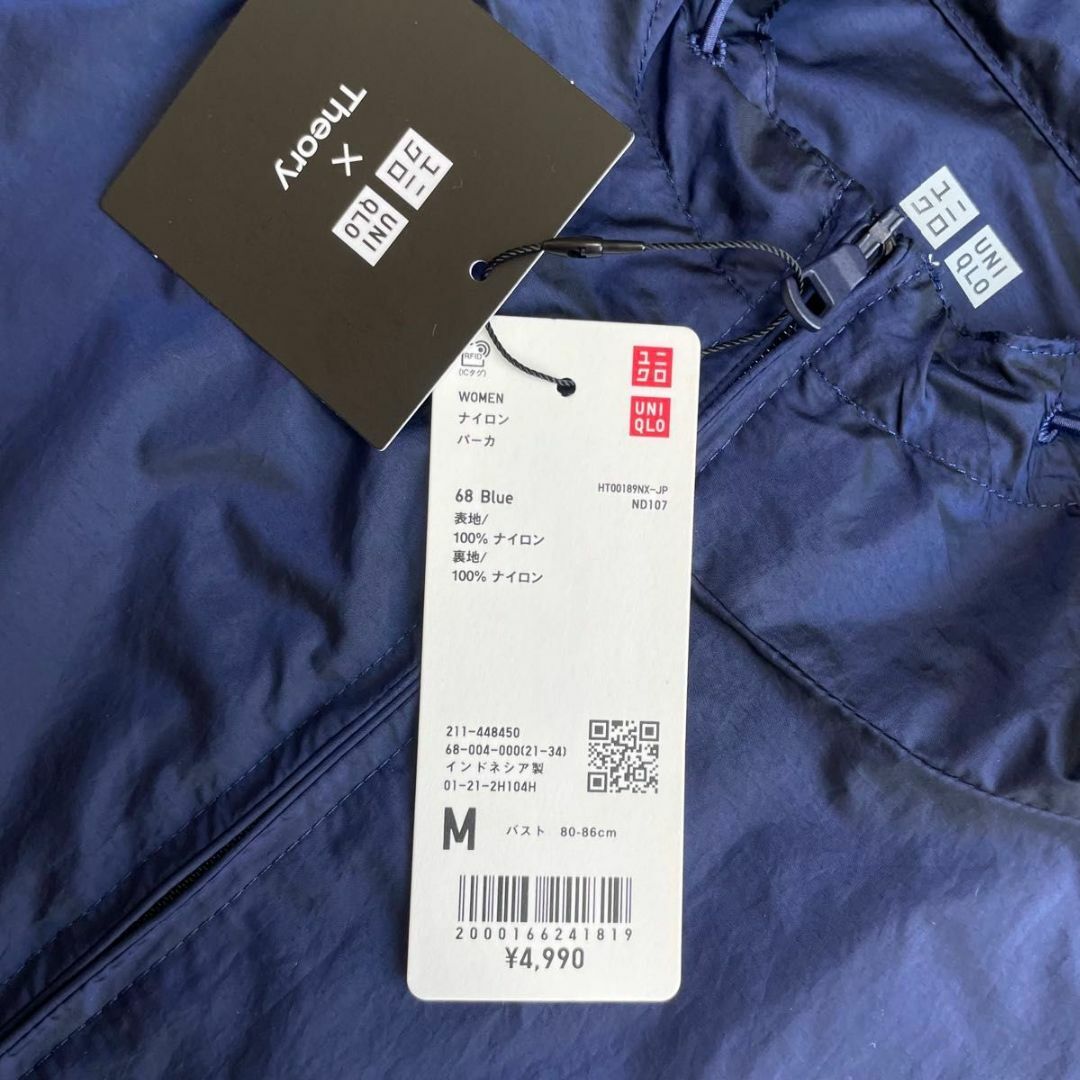 Theory
×
ユニ
クロ
UNI
QLO
ユニ
クロ
UNI
QLO
RFID
(ICタグ)
ユニ
クロ
UNI
QLO
WOMEN
ナイロン
パーカ
68 Blue
HT00189NX-JP
ND107
表地/
100% ナイロン
裏地/
100% ナイロン
211-448450
68-004-000(21-34)
インドネシア製
01-21-2H104H
M バスト 80-86cm
2000166241819
¥4,990